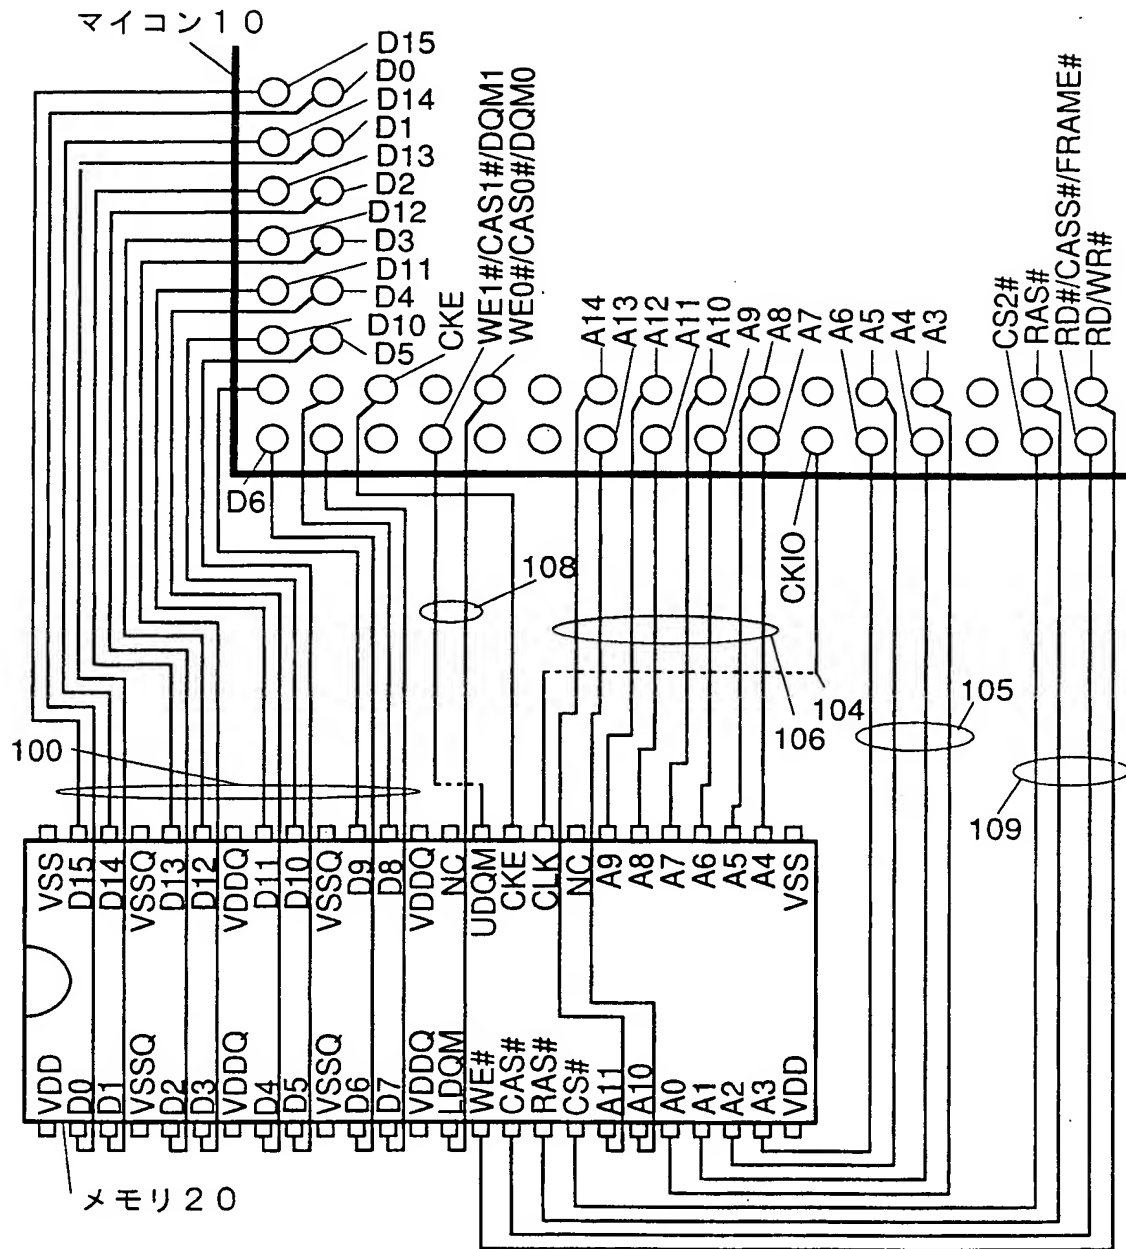 マイコン１０
D15
D0
D14
D1
D13
D2
D12
D3
D11
D4
D10
D5
CKE
WE1#/CAS1#/DQM1
WE0#/CAS0#/DQM0
A14
A13
A12
A11
A10
A9
A8
A7
A6
A5
A4
A3
CS2#
RAS#
RD#/CASS#/FRAME#
RD/WR#
D6
CKIO
108
106
104
105
109
100
VSS
D15
D14
VSSQ
D13
D12
VDDQ
D11
D10
VSSQ
D9
D8
VDDQ
NC
UDQM
CKE
CLK
NC
A9
A8
A7
A6
A5
A4
VSS
VDD
D0
D1
VSSQ
D2
D3
VDDQ
D4
D5
VSSQ
D6
D7
VDDQ
LDQM
WE#
CAS#
RAS#
CS#
A11
A10
A0
A1
A2
A3
VDD
メモリ２０